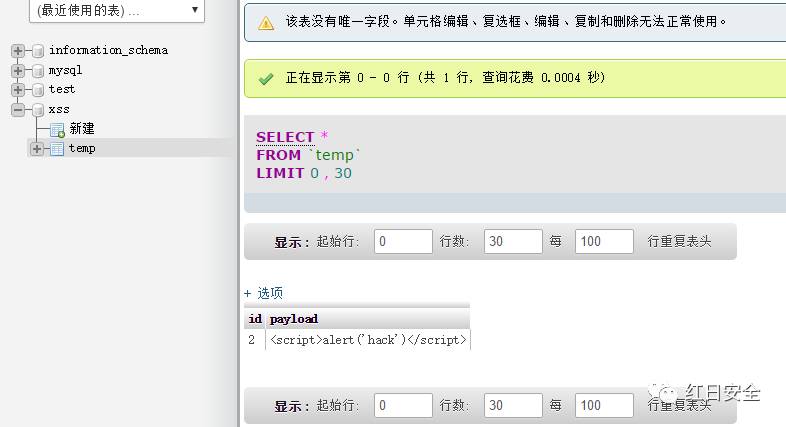 (最近使用的表) ...
information_schema
mysql
test
xss
新建
temp
该表没有唯一字段。单元格编辑、复选框、编辑、复制和删除无法正常使用。
正在显示第 0 - 0 行 (共 1 行, 查询花费 0.0004 秒)
SELECT *
FROM `temp`
LIMIT 0 , 30
显示: 起始行: 0 行数: 30 每 100 行重复表头
+ 选项
id payload
2 <script>alert('hack')</script>
红日安全
显示: 起始行: 0 行数: 30 每 100 行重复表头